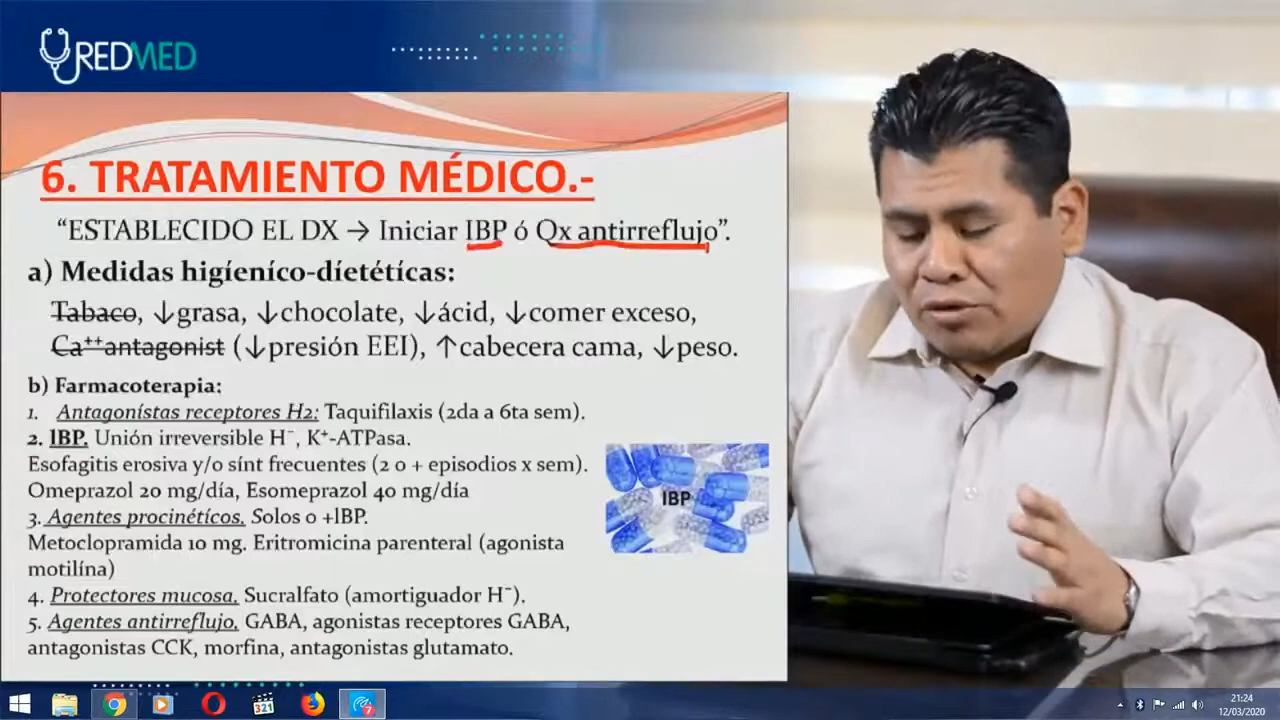 REDMED
6. TRATAMIENTO MÉDICO.-
“ESTABLECIDO EL DX → Iniciar IBP ó Qx antirreflujo”.
a) Medidas higíeníco-díetétícas:
Tabaco, ↓grasa, ↓chocolate, ↓ácid, ↓comer exceso,
Ca⁺⁺antagonist (↓presión EEI), ↑cabecera cama, ↓peso.
b) Farmacoterapia:
1. Antagonístas receptores H2: Taquifilaxis (2da a 6ta sem).
2. IBP. Unión irreversible H⁻, K⁺-ATPasa.
Esofagitis erosiva y/o sínt frecuentes (2 o + episodios x sem).
Omeprazol 20 mg/día, Esomeprazol 40 mg/día
IBP
3. Agentes procinéticos. Solos o +IBP.
Metoclopramida 10 mg. Eritromicina parenteral (agonista
motilína)
4. Protectores mucosa. Sucralfato (amortiguador H⁻).
5. Agentes antirreflujo. GABA, agonistas receptores GABA,
antagonistas CCK, morfina, antagonistas glutamato.
321
7
21:24
12/03/2020